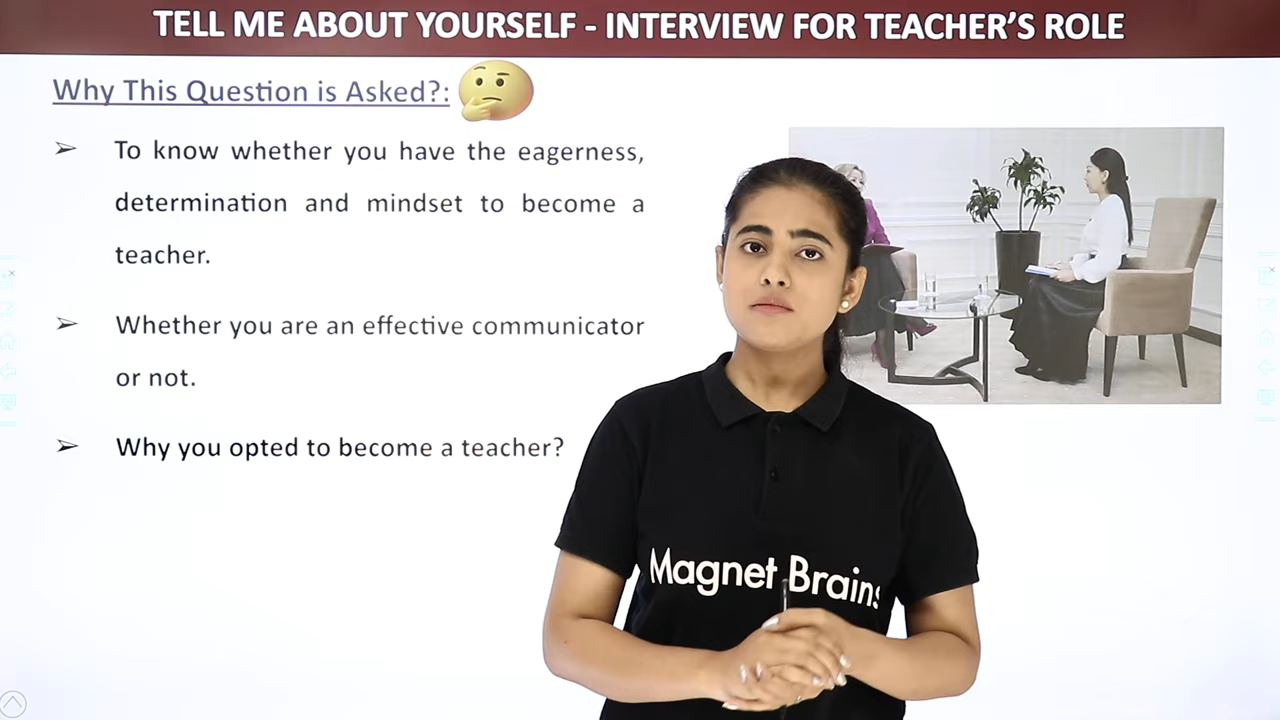 TELL ME ABOUT YOURSELF - INTERVIEW FOR TEACHER'S ROLE
Why This Question is Asked?:
➢ To know whether you have the eagerness,
determination and mindset to become a
teacher.
➢ Whether you are an effective communicator
or not.
➢ Why you opted to become a teacher?
Magnet Brains